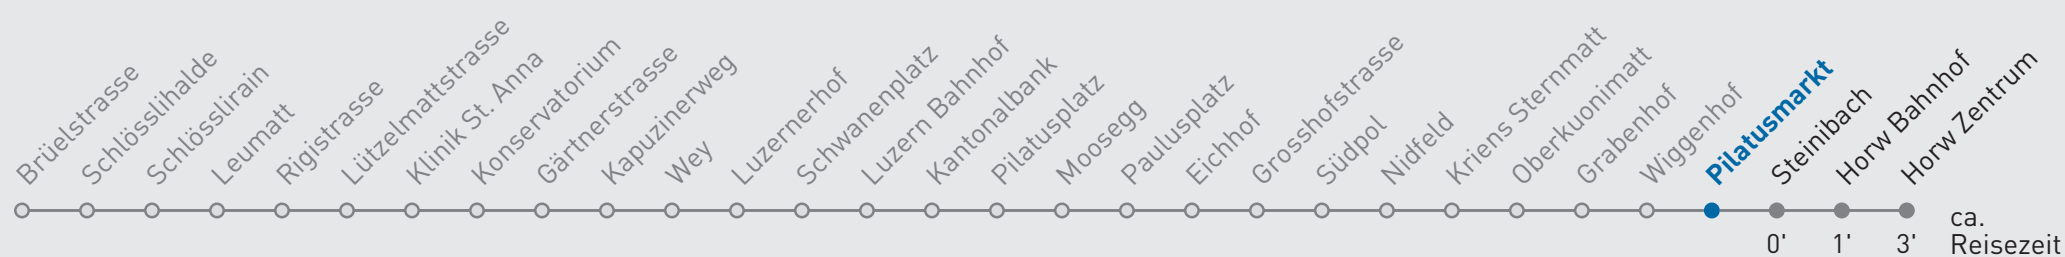 Brüelstrasse
Schlösslihalde
Schlösslirain
Leumatt
Rigistrasse
Lützelmattstrasse
Klinik St. Anna
Konservatorium
Gärtnerstrasse
Kapuzinerweg
Wey
Luzernerhof
Schwanenplatz
Luzern Bahnhof
Kantonalbank
Pilatusplatz
Moosegg
Paulusplatz
Eichhof
Grosshofstrasse
Südpol
Nidfeld
Kriens Sternmatt
Oberkuonimatt
Grabenhof
Wiggenhof
Pilatusmarkt
Steinibach
Horw Bahnhof
Horw Zentrum
ca.
0' 1' 3' Reisezeit